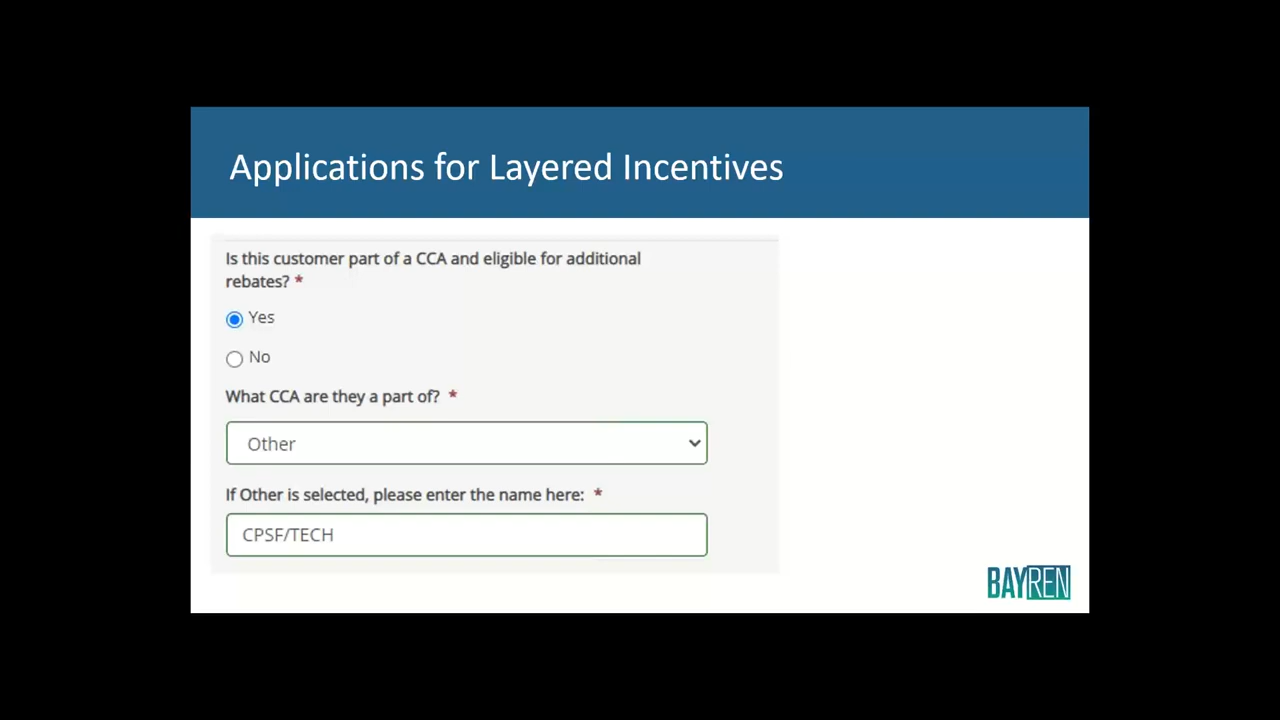 Applications for Layered Incentives
Is this customer part of a CCA and eligible for additional
rebates? *
Yes
No
What CCA are they a part of? *
Other
If Other is selected, please enter the name here: *
CPSF/TECH
BAYREN